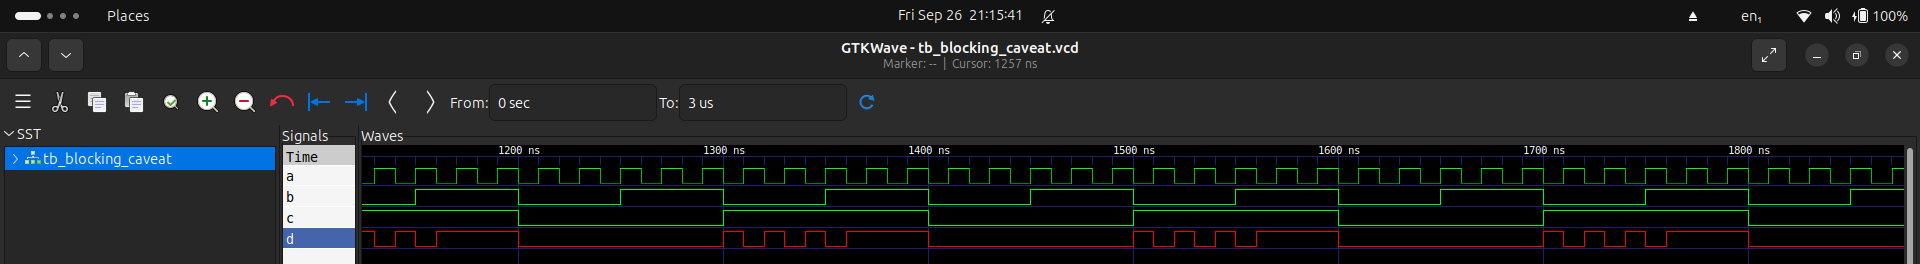 Places
Fri Sep 26 21:15:41
en₁
100%
GTKWave - tb_blocking_caveat.vcd
Marker: -- | Cursor: 1257 ns
From: 0 sec
To: 3 us
SST
tb_blocking_caveat
Signals
Time
a
b
c
d
Waves
1200 ns
1300 ns
1400 ns
1500 ns
1600 ns
1700 ns
1800 ns